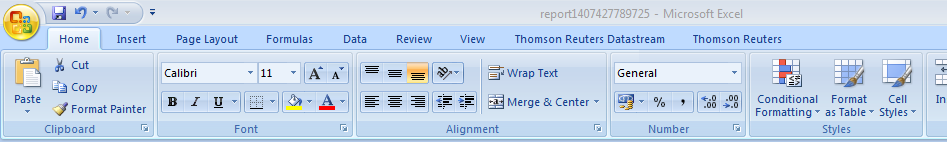 report1407427789725 - Microsoft Excel
Home Insert Page Layout Formulas Data Review View Thomson Reuters Datastream Thomson Reuters
Cut
Calibri 11 A A Wrap Text General
Copy
Paste Format Painter B I U A Merge & Center % , .00 .0 Conditional Formatting Format as Table Cell Styles In
Clipboard Font Alignment Number Styles